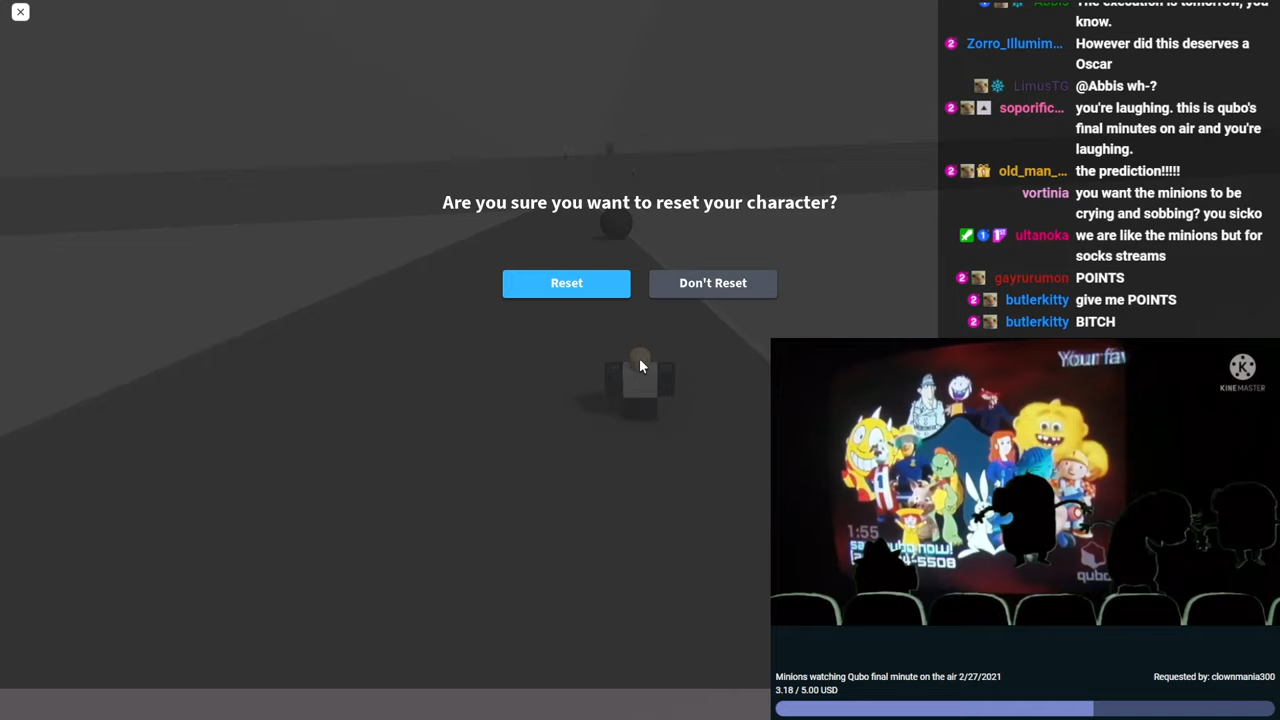 Abbis The execution is tomorrow, you
know.
Zorro_Illumim... However did this deserves a
Oscar
LimusTG @Abbis wh-?
soporific... you're laughing. this is qubo's
final minutes on air and you're
laughing.
old_man_... the prediction!!!!!
vortinia you want the minions to be
crying and sobbing? you sicko
ultanoka we are like the minions but for
socks streams
gayrurumon POINTS
butlerkitty give me POINTS
butlerkitty BITCH
Are you sure you want to reset your character?
Reset
Don't Reset
Your fav
KINEMASTER
1:55
qubo
Minions watching Qubo final minute on the air 2/27/2021
Requested by: clownmania300
3.18 / 5.00 USD